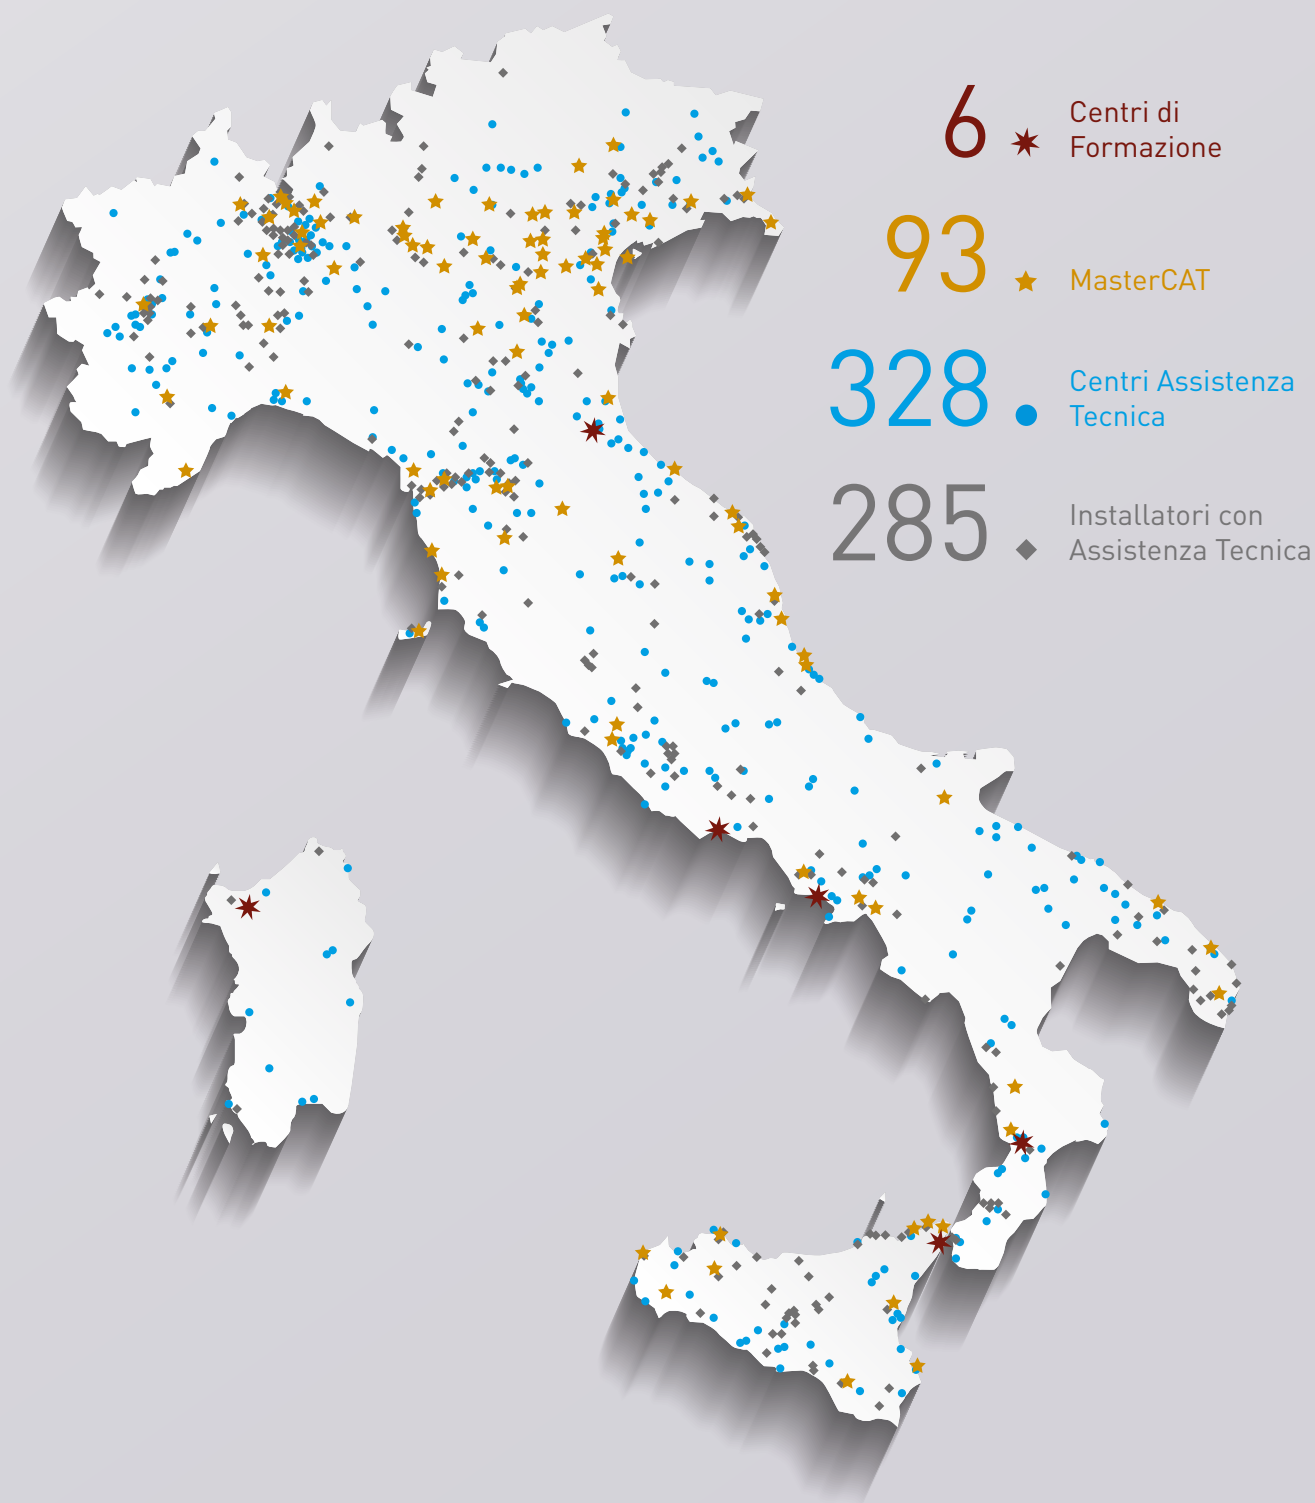 6 Centri di
Formazione
93 MasterCAT
328 Centri Assistenza
Tecnica
285 Installatori con
Assistenza Tecnica